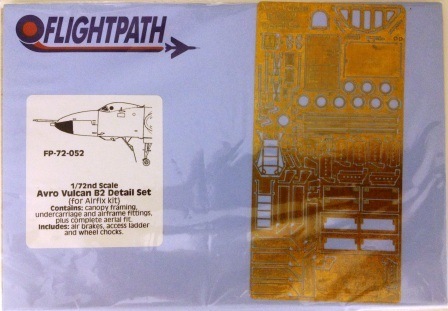 FLIGHTPATH
FP-72-052
1/72nd Scale
Avro Vulcan B2 Detail Set
(for Airfix kit)
Contains: canopy framing,
undercarriage and airframe fittings,
plus complete aerial fit.
Includes: air brakes, access ladder
and wheel chocks.